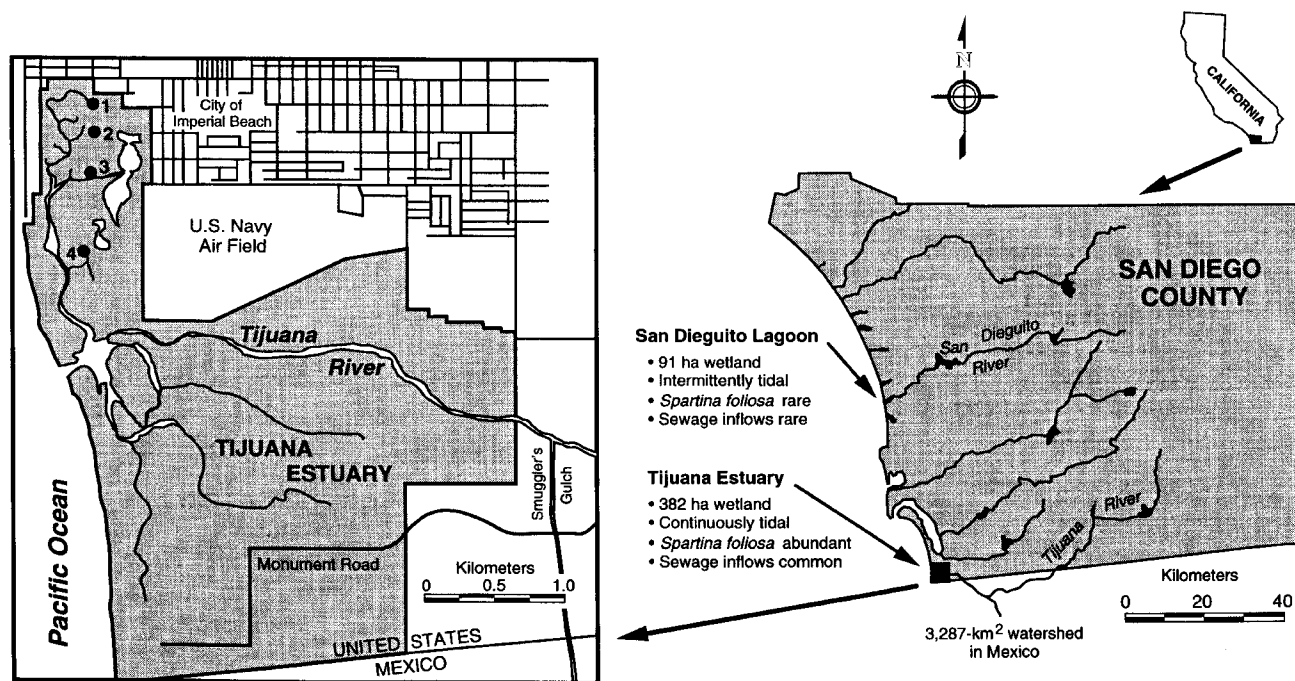 1
2
3
4
City of
Imperial Beach
U.S. Navy
Air Field
Tijuana
River
TIJUANA
ESTUARY
Pacific Ocean
Smuggler's
Gulch
Monument Road
Kilometers
0 0.5 1.0
UNITED STATES
MEXICO
N
CALIFORNIA
SAN DIEGO
COUNTY
San Dieguito
River
San Dieguito Lagoon
• 91 ha wetland
• Intermittently tidal
• Spartina foliosa rare
• Sewage inflows rare
Tijuana Estuary
• 382 ha wetland
• Continuously tidal
• Spartina foliosa abundant
• Sewage inflows common
Tijuana River
Kilometers
0 20 40
3,287-km² watershed
in Mexico